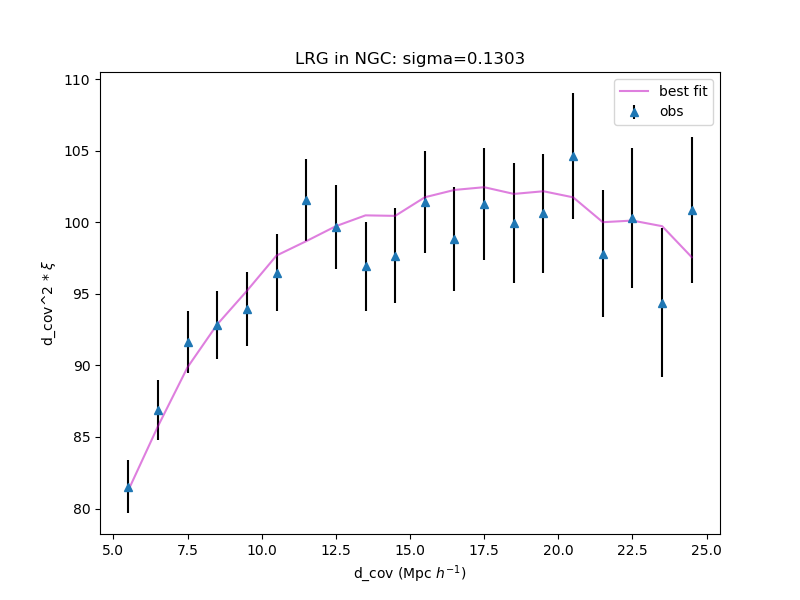 LRG in NGC: sigma=0.1303
best fit
obs
110
105
100
95
90
85
80
d_cov^2 * ξ
5.0 7.5 10.0 12.5 15.0 17.5 20.0 22.5 25.0
d_cov (Mpc h⁻¹)